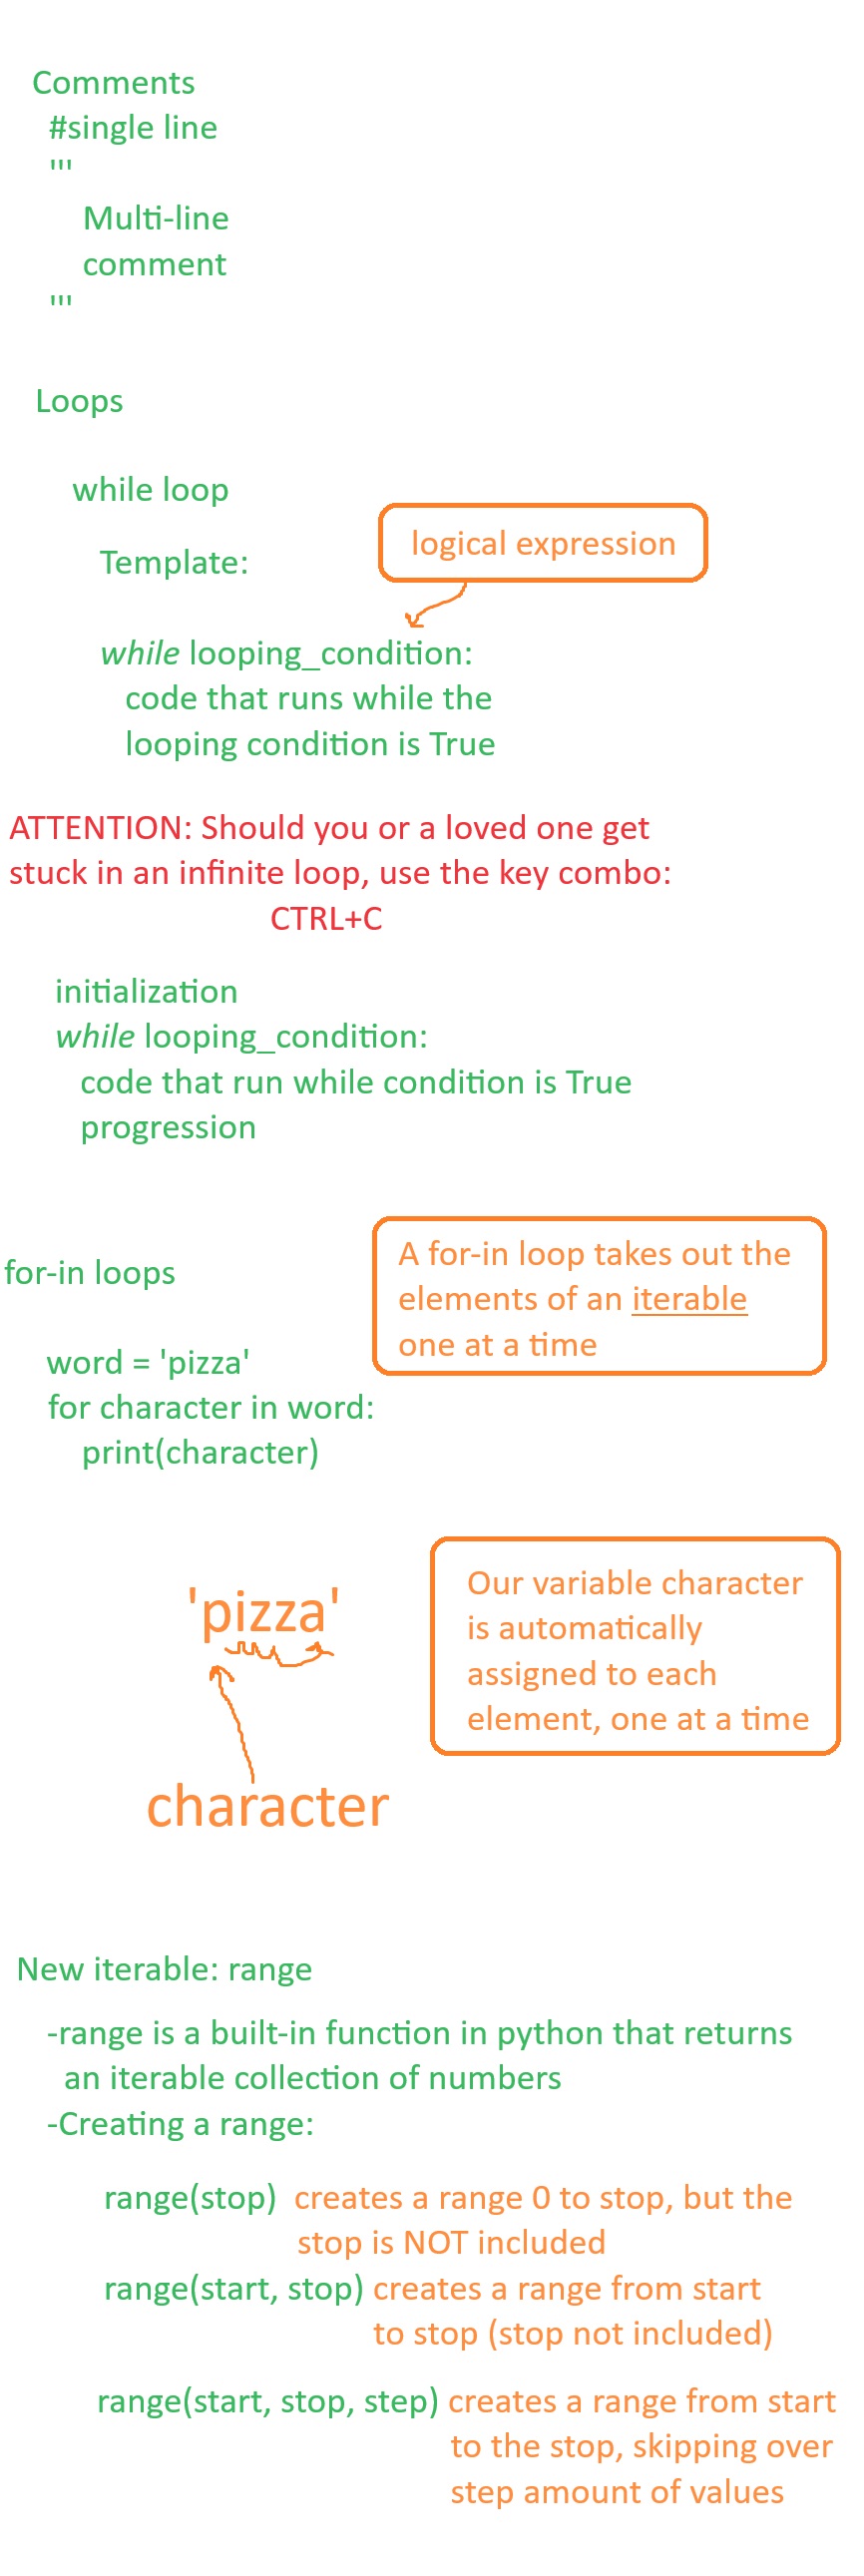 Comments
#single line
'''
Multi-line
comment
'''
Loops
while loop
Template:
logical expression
while looping_condition:
code that runs while the
looping condition is True
ATTENTION: Should you or a loved one get
stuck in an infinite loop, use the key combo:
CTRL+C
initialization
while looping_condition:
code that run while condition is True
progression
for-in loops
A for-in loop takes out the
elements of an iterable
one at a time
word = 'pizza'
for character in word:
print(character)
'pizza'
character
Our variable character
is automatically
assigned to each
element, one at a time
New iterable: range
-range is a built-in function in python that returns
an iterable collection of numbers
-Creating a range:
range(stop) creates a range 0 to stop, but the
stop is NOT included
range(start, stop) creates a range from start
to stop (stop not included)
range(start, stop, step) creates a range from start
to the stop, skipping over
step amount of values